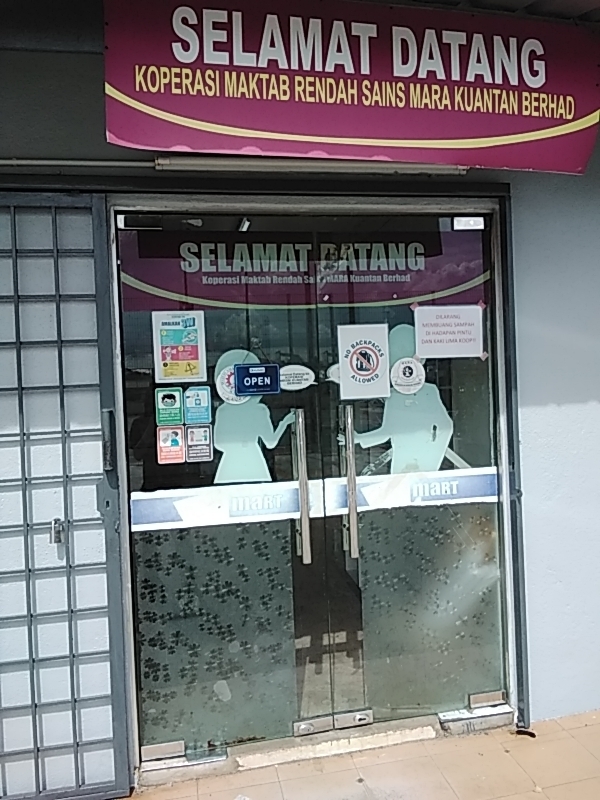 SELAMAT DATANG
KOPERASI MAKTAB RENDAH SAINS MARA KUANTAN BERHAD
SELAMAT DATANG
Koperasi Maktab Rendah Sains MARA Kuantan Berhad
DILARANG
MEMBUANG SAMPAH
DI HADAPAN PINTU
DAN KAKI LIMA KOOP!!
NO BACKPACKS
ALLOWED
OPEN
mart
mart